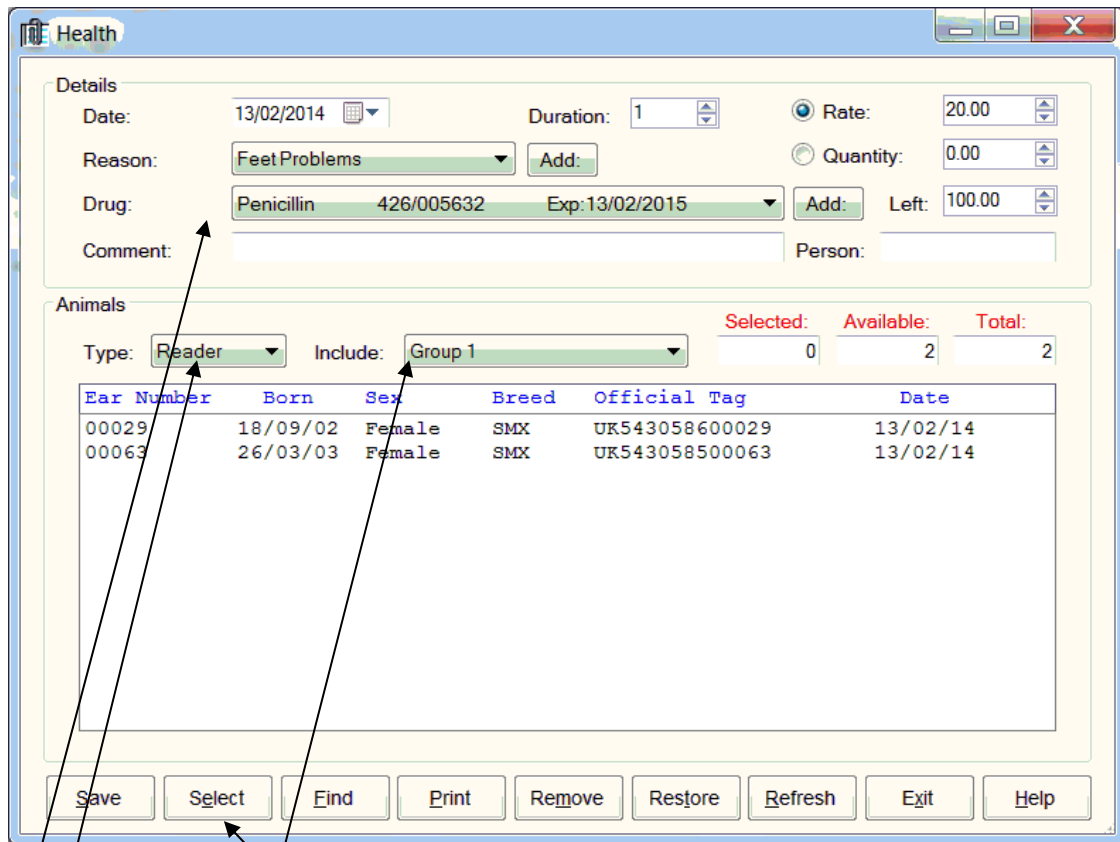 Health
Details
Date: 13/02/2014 Duration: 1 Rate: 20.00
Reason: Feet Problems Add: Quantity: 0.00
Drug: Penicillin 426/005632 Exp:13/02/2015 Add: Left: 100.00
Comment: Person:
Animals
Selected: Available: Total:
Type: Reader Include: Group 1 0 2 2
Ear Number Born Sex Breed Official Tag Date
00029 18/09/02 Female SMX UK543058600029 13/02/14
00063 26/03/03 Female SMX UK543058500063 13/02/14
Save Select Find Print Remove Restore Refresh Exit Help